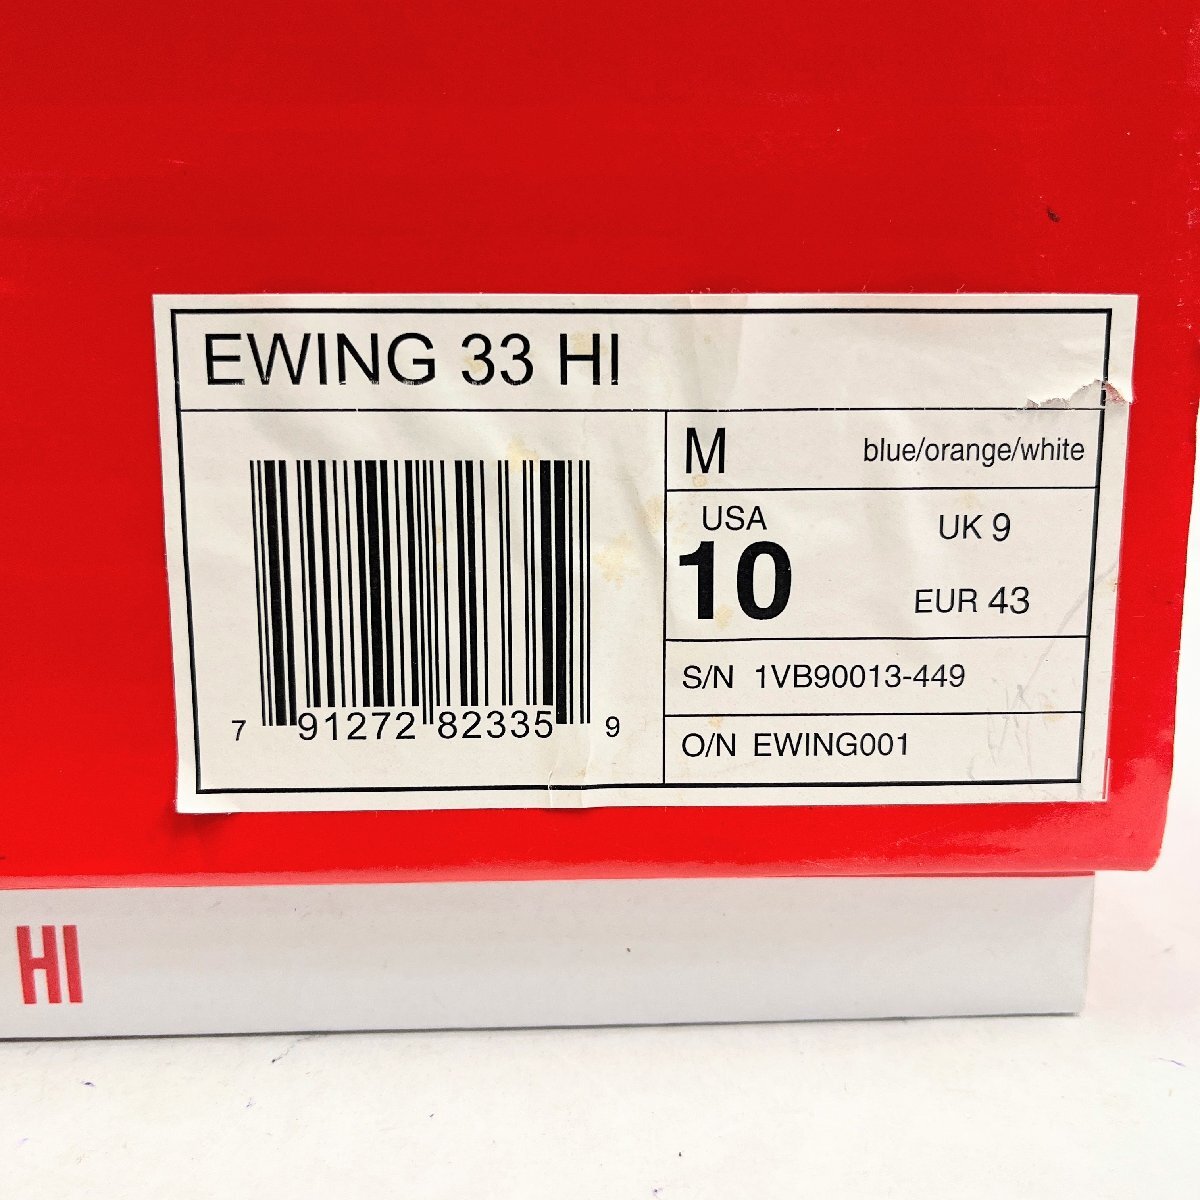 EWING 33 HI
M blue/orange/white
USA UK 9
10
EUR 43
S/N 1VB90013-449
O/N EWING001
7 91272 82335 9
HI